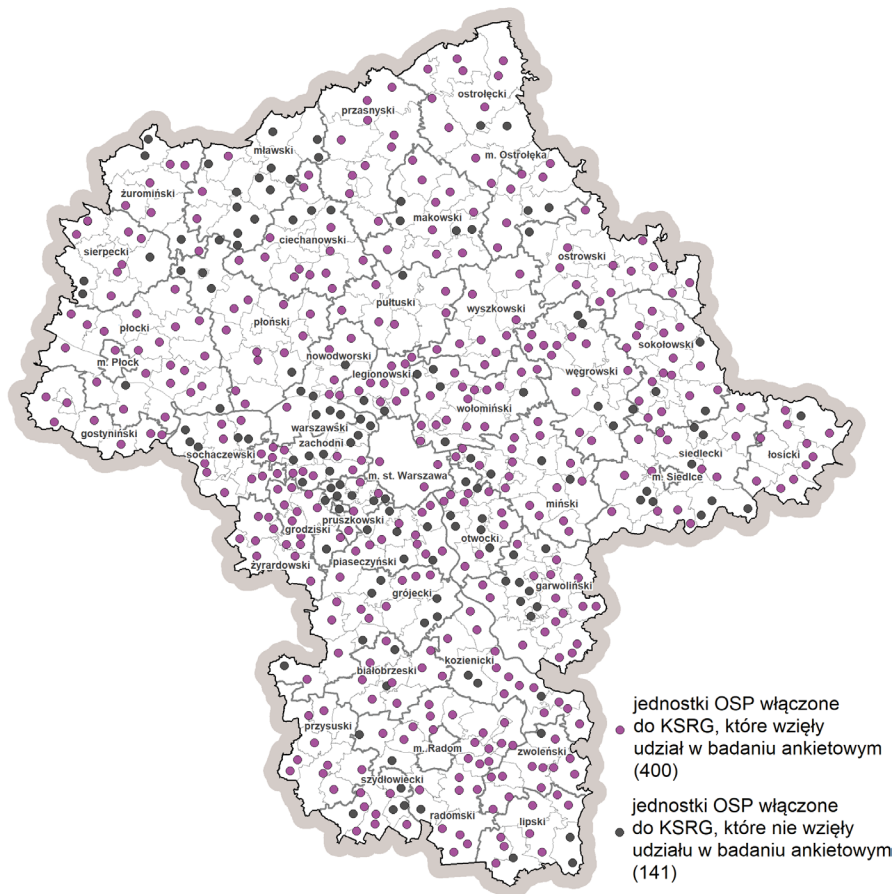 ostrołęcki
przasnyski
mławski
m. Ostrołęka
żuromiński
makowski
ciechanowski
sierpecki
ostrowski
pułtuski
wyszkowski
płocki
płoński
sokołowski
nowodworski
m. Płock
legionowski
węgrowski
wołomiński
warszawski
zachodni
gostyniński
sochaczewski
siedlecki
łosicki
m. st. Warszawa
m. Siedlce
miński
pruszkowski
grodziski
otwocki
żyrardowski
piaseczyński
garwoliński
grójecki
kozienicki
białobrzeski
przysuski
m. Radom
zwoleński
szydłowiecki
radomski
lipski
jednostki OSP włączone
do KSRG, które wzięły
udział w badaniu ankietowym
(400)
jednostki OSP włączone
do KSRG, które nie wzięły
udziału w badaniu ankietowym
(141)